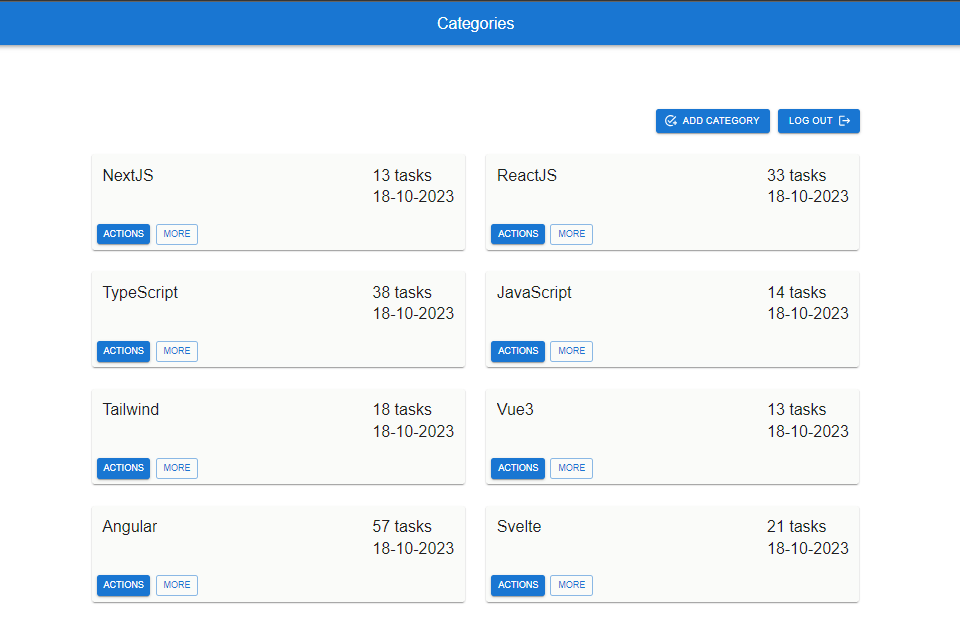 Categories
ADD CATEGORY
LOG OUT
NextJS
13 tasks
18-10-2023
ACTIONS
MORE
ReactJS
33 tasks
18-10-2023
ACTIONS
MORE
TypeScript
38 tasks
18-10-2023
ACTIONS
MORE
JavaScript
14 tasks
18-10-2023
ACTIONS
MORE
Tailwind
18 tasks
18-10-2023
ACTIONS
MORE
Vue3
13 tasks
18-10-2023
ACTIONS
MORE
Angular
57 tasks
18-10-2023
ACTIONS
MORE
Svelte
21 tasks
18-10-2023
ACTIONS
MORE